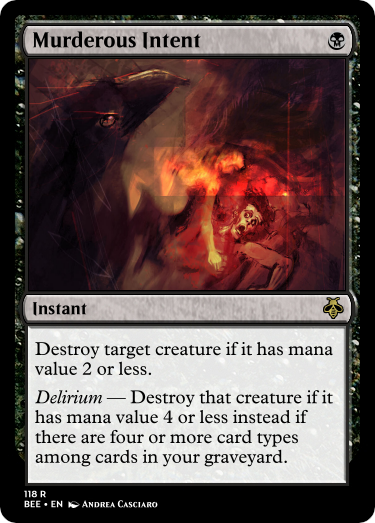 Murderous Intent
Instant
Destroy target creature if it has mana
value 2 or less.
Delirium — Destroy that creature if it
has mana value 4 or less instead if
there are four or more card types
among cards in your graveyard.
118 R
BEE • EN Andrea Casciaro